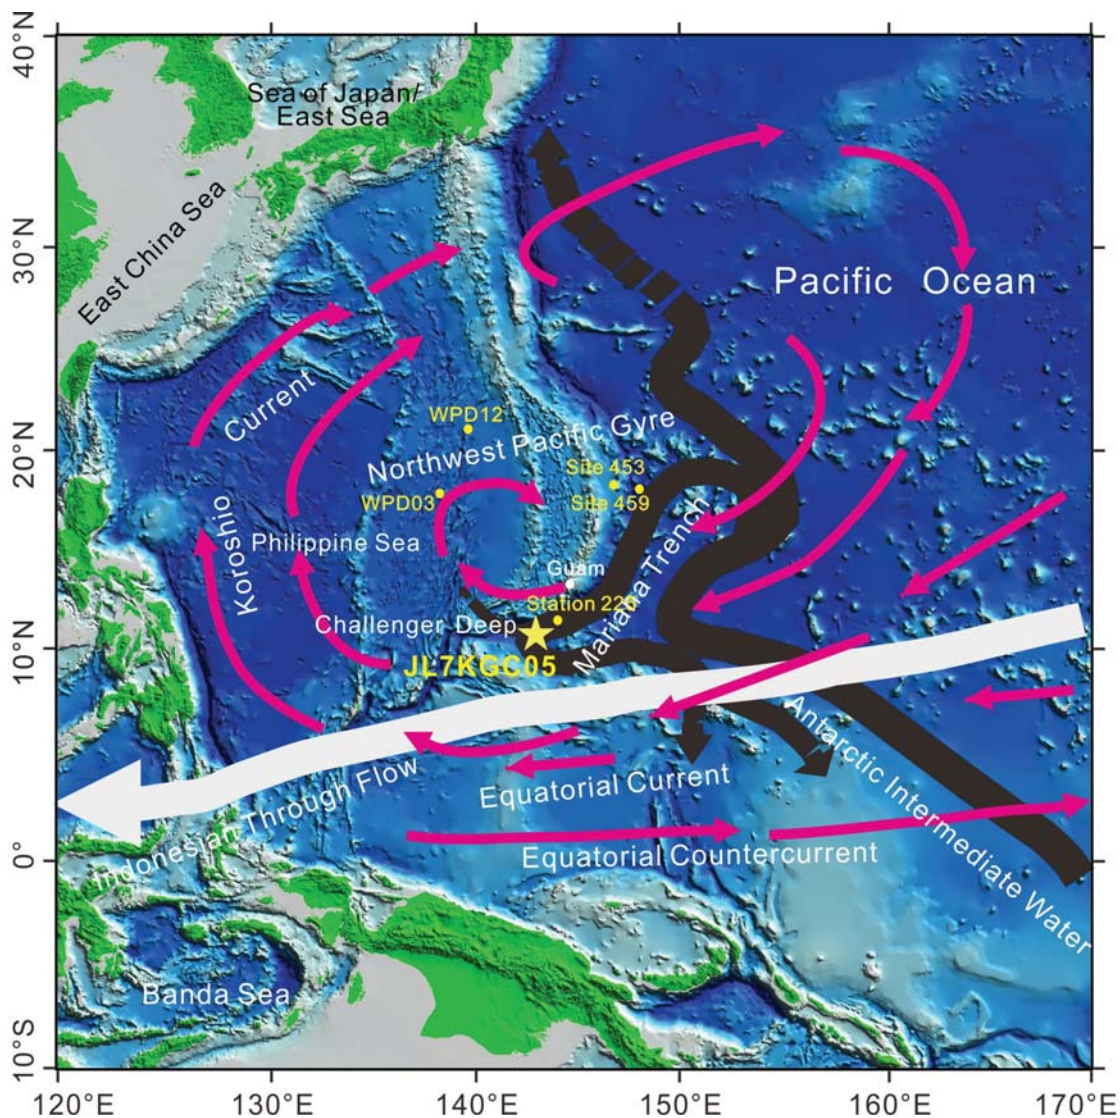 40°N
Sea of Japan/
East Sea
East China Sea
30°N
Pacific Ocean
Current
WPD12
Northwest Pacific Gyre
20°N
Site 453
WPD03
Site 459
Koroshio
Philippine Sea
Mariana Trench
Guam
Station 226
Challenger Deep
10°N
JL7KGC05
Antarctic Intermediate Water
Indonesian Through Flow
Equatorial Current
0°
Equatorial Countercurrent
Banda Sea
10°S
120°E
130°E
140°E
150°E
160°E
170°E